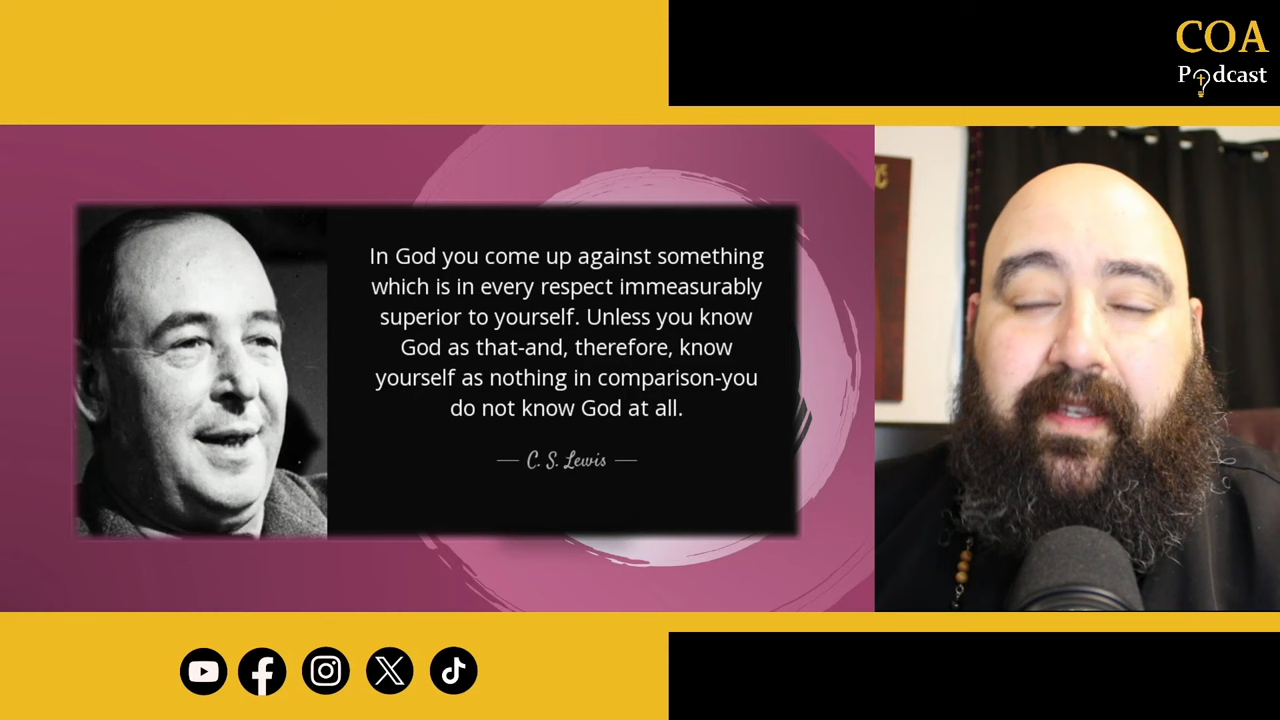 COA
Podcast
In God you come up against something
which is in every respect immeasurably
superior to yourself. Unless you know
God as that-and, therefore, know
yourself as nothing in comparison-you
do not know God at all.
— C. S. Lewis —